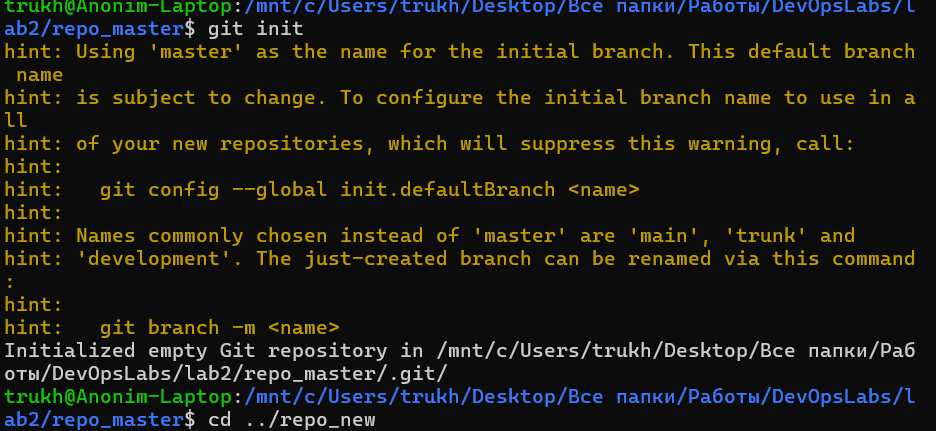 trukh@Anonim-Laptop:/mnt/c/Users/trukh/Desktop/Все папки/Работы/DevOpsLabs/l
ab2/repo_master$ git init
hint: Using 'master' as the name for the initial branch. This default branch
 name
hint: is subject to change. To configure the initial branch name to use in a
ll
hint: of your new repositories, which will suppress this warning, call:
hint:
hint:   git config --global init.defaultBranch <name>
hint:
hint: Names commonly chosen instead of 'master' are 'main', 'trunk' and
hint: 'development'. The just-created branch can be renamed via this command
:
hint:
hint:   git branch -m <name>
Initialized empty Git repository in /mnt/c/Users/trukh/Desktop/Все папки/Раб
оты/DevOpsLabs/lab2/repo_master/.git/
trukh@Anonim-Laptop:/mnt/c/Users/trukh/Desktop/Все папки/Работы/DevOpsLabs/l
ab2/repo_master$ cd ../repo_new